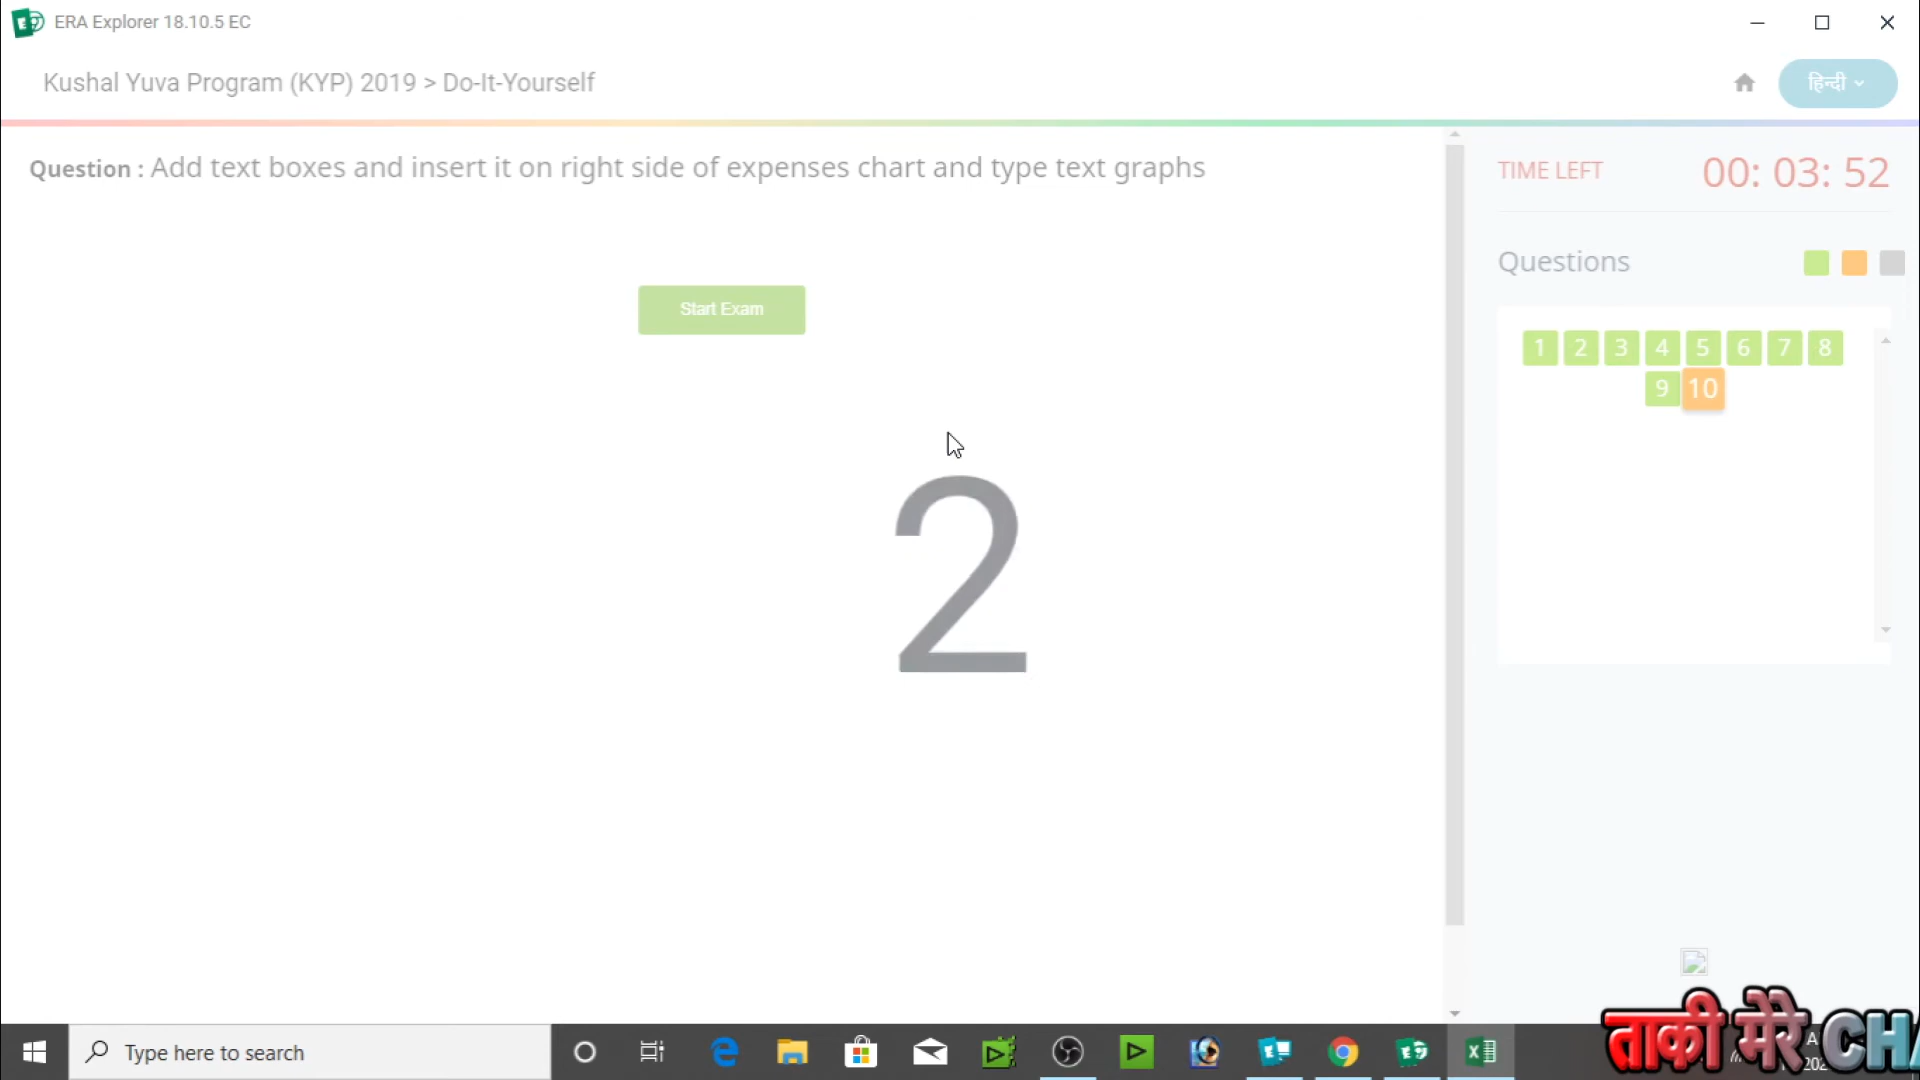 ERA Explorer 18.10.5 EC
Kushal Yuva Program (KYP) 2019 > Do-It-Yourself
हिन्दी
Question : Add text boxes and insert it on right side of expenses chart and type text graphs
TIME LEFT 00: 03: 52
Questions
Start Exam
1 2 3 4 5 6 7 8
9 10
2
Type here to search
ताकी मेरे CHA